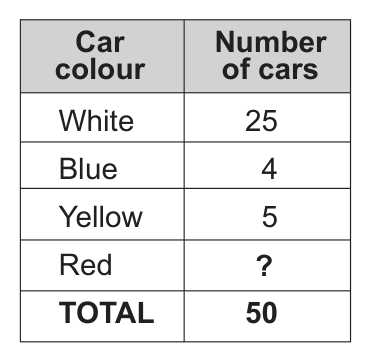 Car colour Number of cars
White 25
Blue 4
Yellow 5
Red ?
TOTAL 50